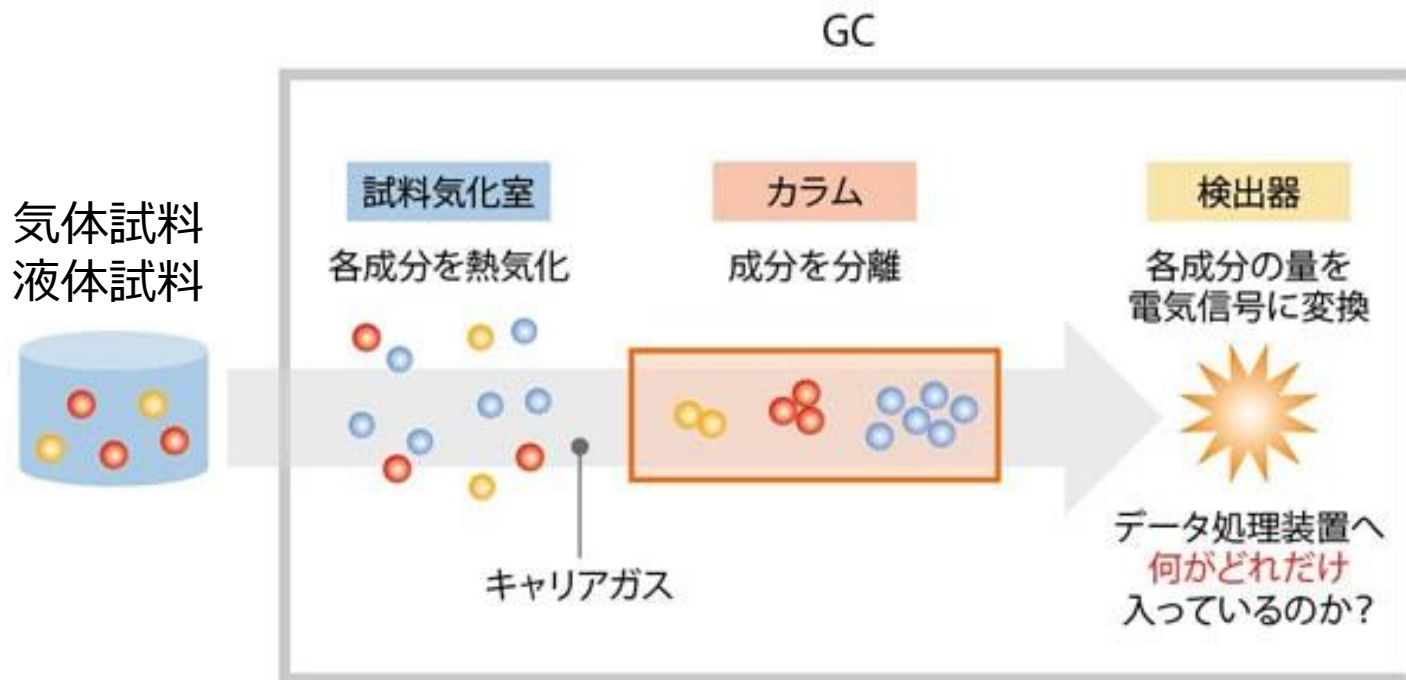 GC
気体試料
液体試料
試料気化室
各成分を熱気化
キャリアガス
カラム
成分を分離
検出器
各成分の量を
電気信号に変換
データ処理装置へ
何がどれだけ
入っているのか?